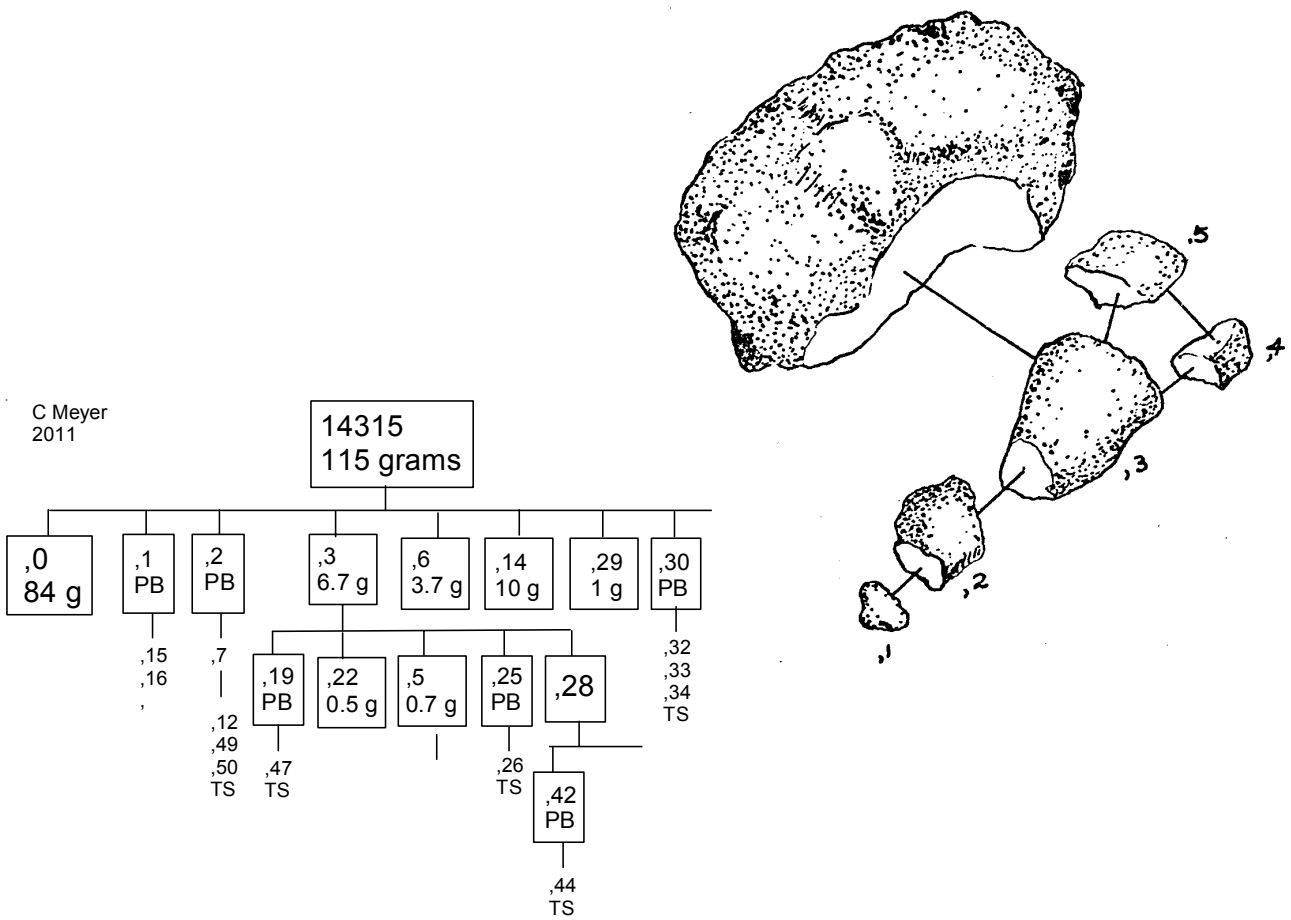 ,5
,4
,3
,2
,1
C Meyer
2011
14315
115 grams
,0
84 g
,1
PB
,2
PB
,3
6.7 g
,6
3.7 g
,14
10 g
,29
1 g
,30
PB
,15
,16
,
,7
,12
,49
,50
TS
,19
PB
,22
0.5 g
,5
0.7 g
,25
PB
,28
,32
,33
,34
TS
,47
TS
,26
TS
,42
PB
,44
TS